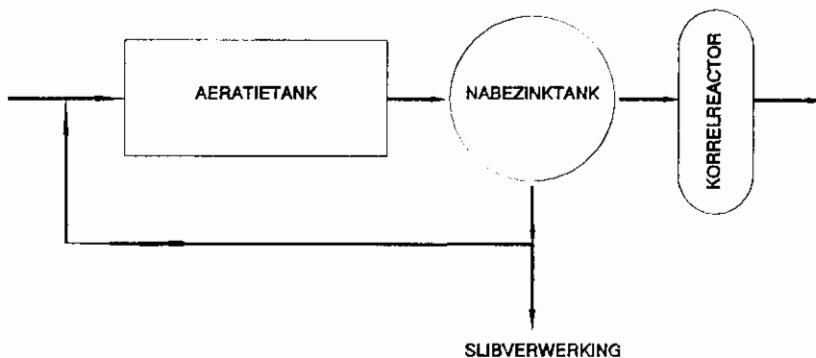 AERATIETANK
NABEZINKTANK
KORRELREACTOR
SLIBVERWERKING